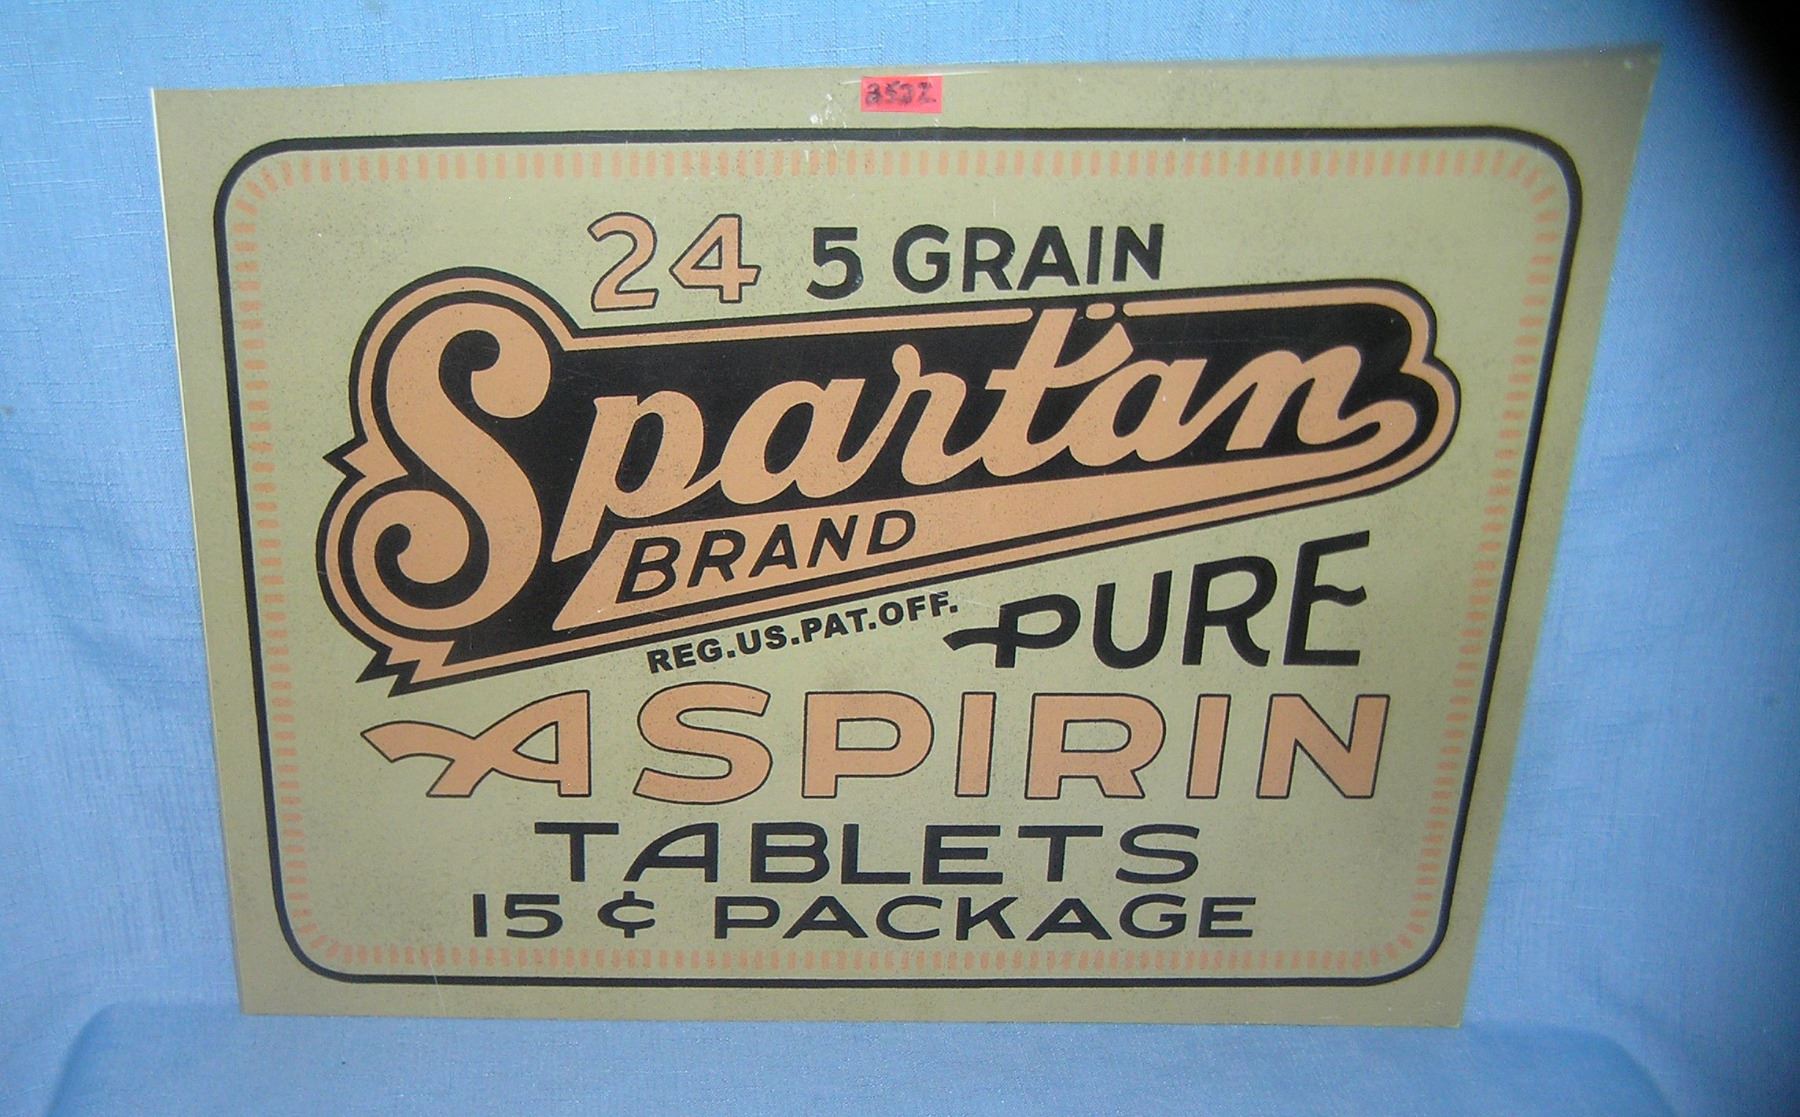 24 5 GRAIN
Spartan
BRAND
REG.US.PAT.OFF.
PURE
ASPIRIN
TABLETS
15¢ PACKAGE